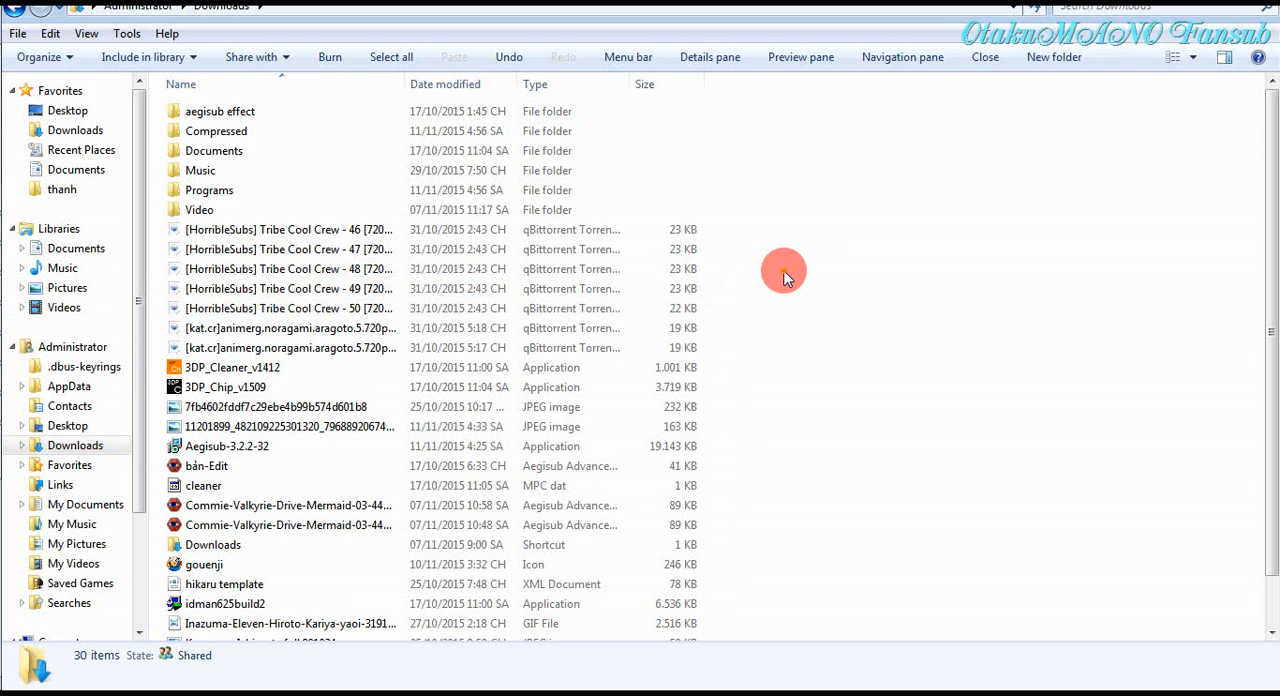 Administrator Downloads Search Downloads
OtakuMANO Fansub
File Edit View Tools Help
Organize Include in library Share with Burn Select all Paste Undo Redo Menu bar Details pane Preview pane Navigation pane Close New folder
Name Date modified Type Size
Favorites
Desktop
Downloads
Recent Places
Documents
thanh
Libraries
Documents
Music
Pictures
Videos
Administrator
.dbus-keyrings
AppData
Contacts
Desktop
Downloads
Favorites
Links
My Documents
My Music
My Pictures
My Videos
Saved Games
Searches
aegisub effect 17/10/2015 1:45 CH File folder
Compressed 11/11/2015 4:56 SA File folder
Documents 17/10/2015 11:04 SA File folder
Music 29/10/2015 7:50 CH File folder
Programs 11/11/2015 4:56 SA File folder
Video 07/11/2015 11:17 SA File folder
[HorribleSubs] Tribe Cool Crew - 46 [720... 31/10/2015 2:43 CH qBittorrent Torren... 23 KB
[HorribleSubs] Tribe Cool Crew - 47 [720... 31/10/2015 2:43 CH qBittorrent Torren... 23 KB
[HorribleSubs] Tribe Cool Crew - 48 [720... 31/10/2015 2:43 CH qBittorrent Torren... 23 KB
[HorribleSubs] Tribe Cool Crew - 49 [720... 31/10/2015 2:43 CH qBittorrent Torren... 23 KB
[HorribleSubs] Tribe Cool Crew - 50 [720... 31/10/2015 2:43 CH qBittorrent Torren... 22 KB
[kat.cr]animerg.noragami.aragoto.5.720p... 31/10/2015 5:18 CH qBittorrent Torren... 19 KB
[kat.cr]animerg.noragami.aragoto.5.720p... 31/10/2015 5:17 CH qBittorrent Torren... 19 KB
3DP_Cleaner_v1412 17/10/2015 11:00 SA Application 1.001 KB
3DP_Chip_v1509 17/10/2015 11:04 SA Application 3.719 KB
7fb4602fddf7c29ebe4b99b574d601b8 25/10/2015 10:17 ... JPEG image 232 KB
11201899_482109225301320_79688920674... 11/11/2015 4:33 SA JPEG image 163 KB
Aegisub-3.2.2-32 11/11/2015 4:25 SA Application 19.143 KB
bản-Edit 17/10/2015 6:33 CH Aegisub Advance... 41 KB
cleaner 17/10/2015 11:05 SA MPC dat 1 KB
Commie-Valkyrie-Drive-Mermaid-03-44... 07/11/2015 10:58 SA Aegisub Advance... 89 KB
Commie-Valkyrie-Drive-Mermaid-03-44... 07/11/2015 10:48 SA Aegisub Advance... 89 KB
Downloads 07/11/2015 9:00 SA Shortcut 1 KB
gouenji 10/11/2015 3:32 CH Icon 246 KB
hikaru template 25/10/2015 7:48 CH XML Document 78 KB
idman625build2 17/10/2015 11:00 SA Application 6.536 KB
Inazuma-Eleven-Hiroto-Kariya-yaoi-3191... 27/10/2015 2:18 CH GIF File 2.516 KB
30 items State: Shared